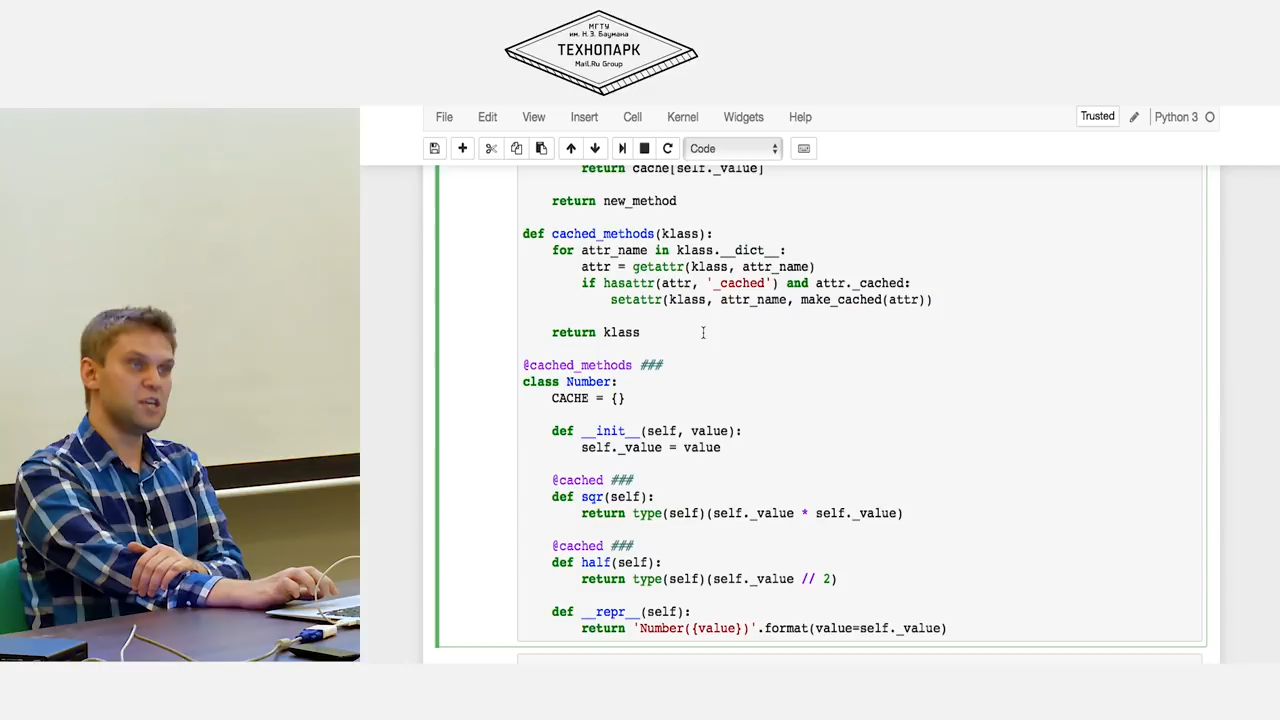 МГТУ
им. Н.Э. Баумана
ТЕХНОПАРК
Mail.Ru Group
File Edit View Insert Cell Kernel Widgets Help Trusted Python 3
Code
return cache[self._value]
return new_method
def cached_methods(klass):
for attr_name in klass.__dict__:
attr = getattr(klass, attr_name)
if hasattr(attr, '_cached') and attr._cached:
setattr(klass, attr_name, make_cached(attr))
return klass
@cached_methods ###
class Number:
CACHE = {}
def __init__(self, value):
self._value = value
@cached ###
def sqr(self):
return type(self)(self._value * self._value)
@cached ###
def half(self):
return type(self)(self._value // 2)
def __repr__(self):
return 'Number({value})'.format(value=self._value)